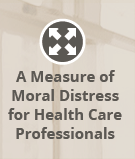 A Measure of
Moral Distress
for Health Care
Professionals